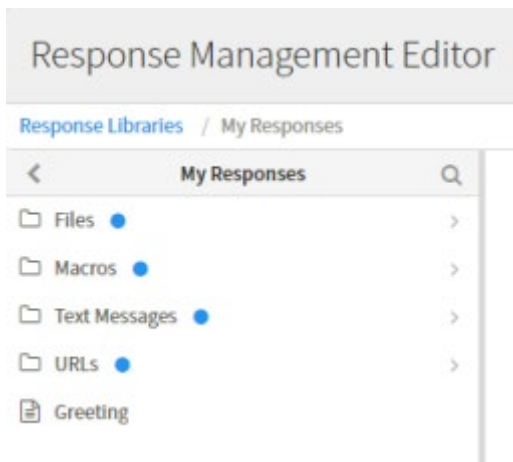 Response Management Editor
Response Libraries / My Responses
My Responses
Files
Macros
Text Messages
URLs
Greeting